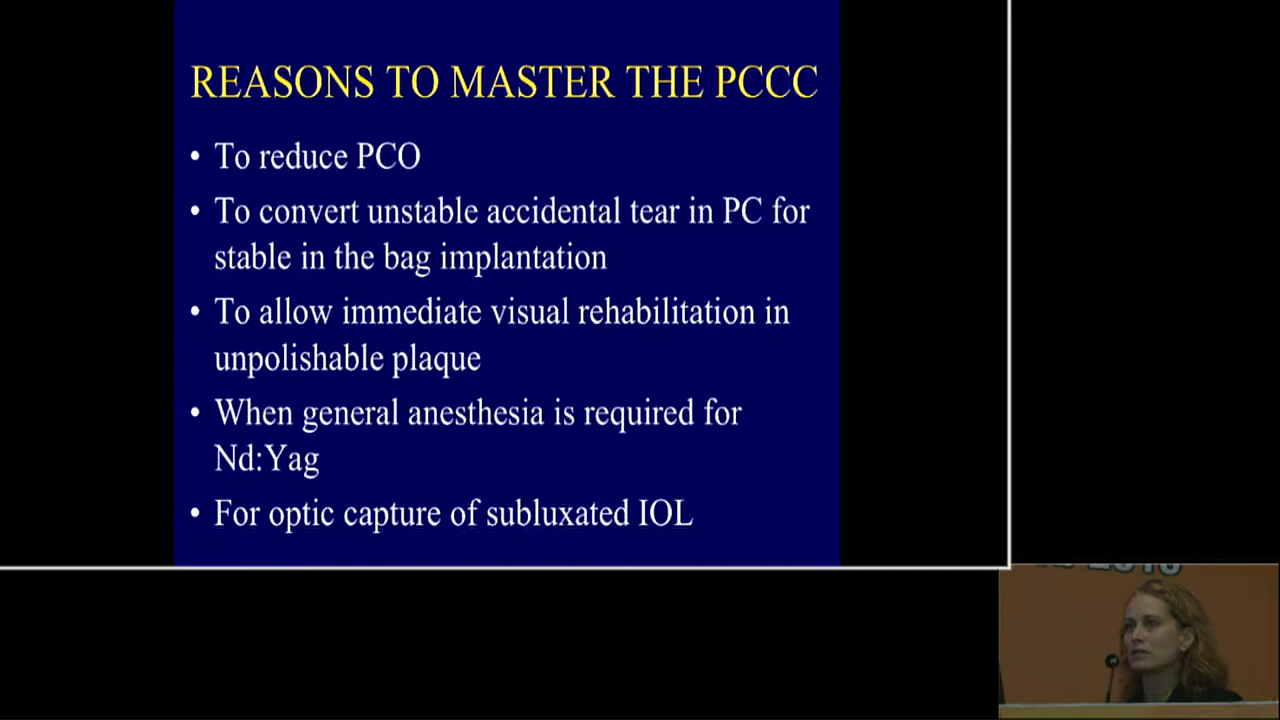 REASONS TO MASTER THE PCCC
• To reduce PCO
• To convert unstable accidental tear in PC for
stable in the bag implantation
• To allow immediate visual rehabilitation in
unpolishable plaque
• When general anesthesia is required for
Nd:Yag
• For optic capture of subluxated IOL